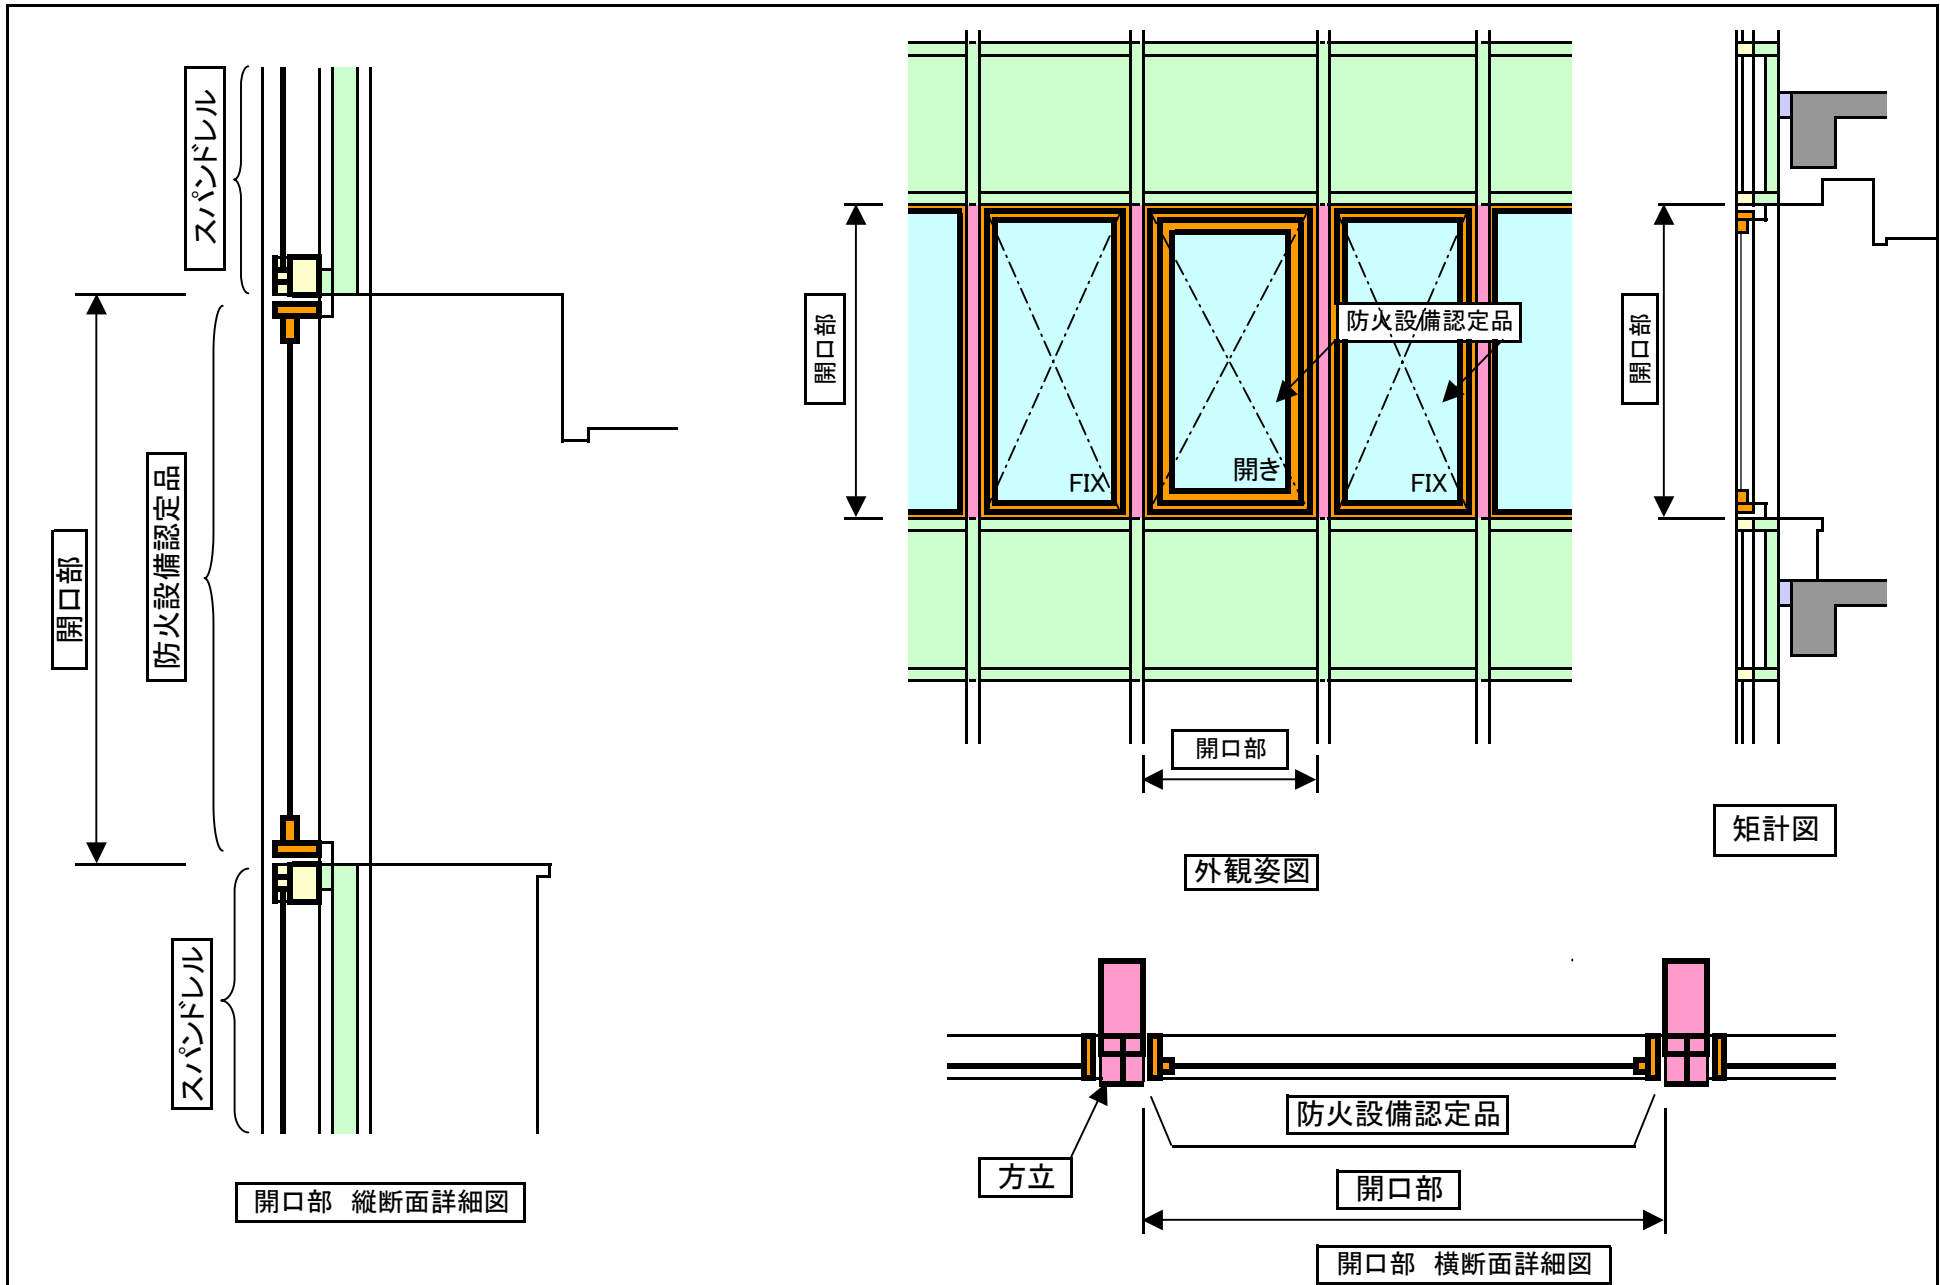 スパンドレル
開口部
防火設備認定品
スパンドレル
開口部　縦断面詳細図
開口部
防火設備認定品
FIX
開き
FIX
開口部
外観姿図
開口部
矩計図
方立
防火設備認定品
開口部
開口部　横断面詳細図